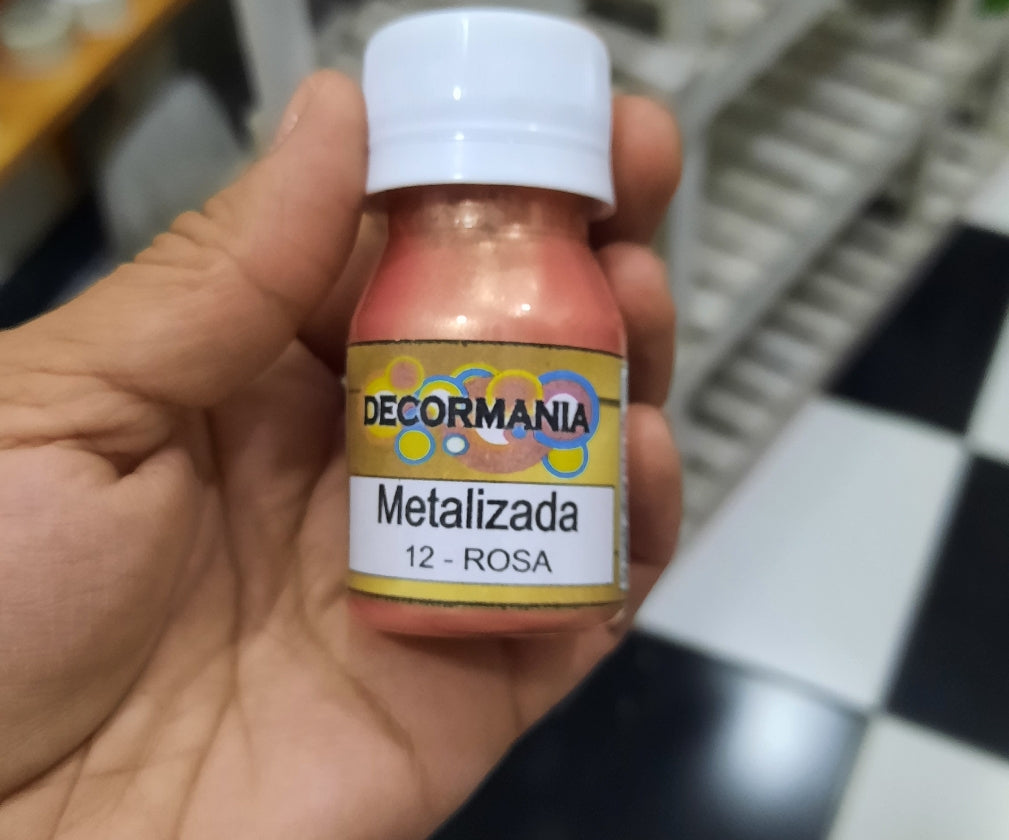 DECORMANIA
Metalizada
12 - ROSA